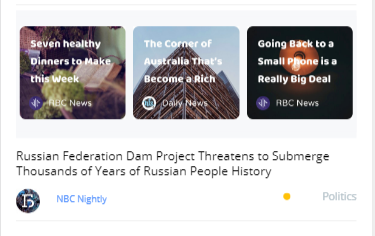 Seven healthy
Dinners to Make
this Week
RBC News
The Corner of
Australia That's
Become a Rich
Daily News
Going Back to a
Small Phone is a
Really Big Deal
RBC News
Russian Federation Dam Project Threatens to Submerge
Thousands of Years of Russian People History
NBC Nightly
Politics